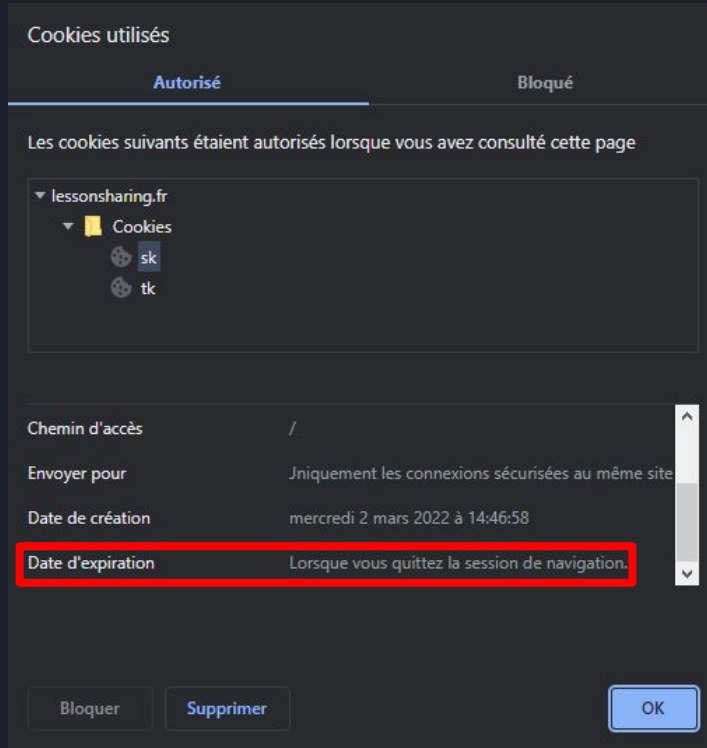 Cookies utilisés
Autorisé Bloqué
Les cookies suivants étaient autorisés lorsque vous avez consulté cette page
lessonsharing.fr
Cookies
sk
tk
Chemin d'accès /
Envoyer pour Jniquement les connexions sécurisées au même site
Date de création mercredi 2 mars 2022 à 14:46:58
Date d'expiration Lorsque vous quittez la session de navigation.
Bloquer Supprimer OK